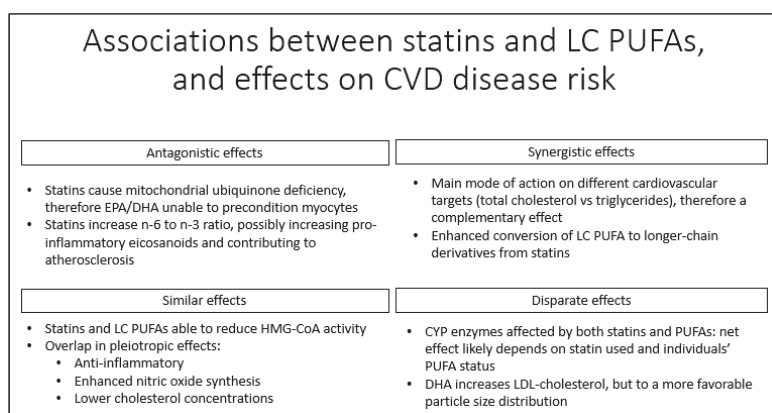 Associations between statins and LC PUFAs,
and effects on CVD disease risk
Antagonistic effects
• Statins cause mitochondrial ubiquinone deficiency,
therefore EPA/DHA unable to precondition myocytes
• Statins increase n-6 to n-3 ratio, possibly increasing pro-
inflammatory eicosanoids and contributing to
atherosclerosis
Synergistic effects
• Main mode of action on different cardiovascular
targets (total cholesterol vs triglycerides), therefore a
complementary effect
• Enhanced conversion of LC PUFA to longer-chain
derivatives from statins
Similar effects
• Statins and LC PUFAs able to reduce HMG-CoA activity
• Overlap in pleiotropic effects:
• Anti-inflammatory
• Enhanced nitric oxide synthesis
• Lower cholesterol concentrations
Disparate effects
• CYP enzymes affected by both statins and PUFAs: net
effect likely depends on statin used and individuals'
PUFA status
• DHA increases LDL-cholesterol, but to a more favorable
particle size distribution